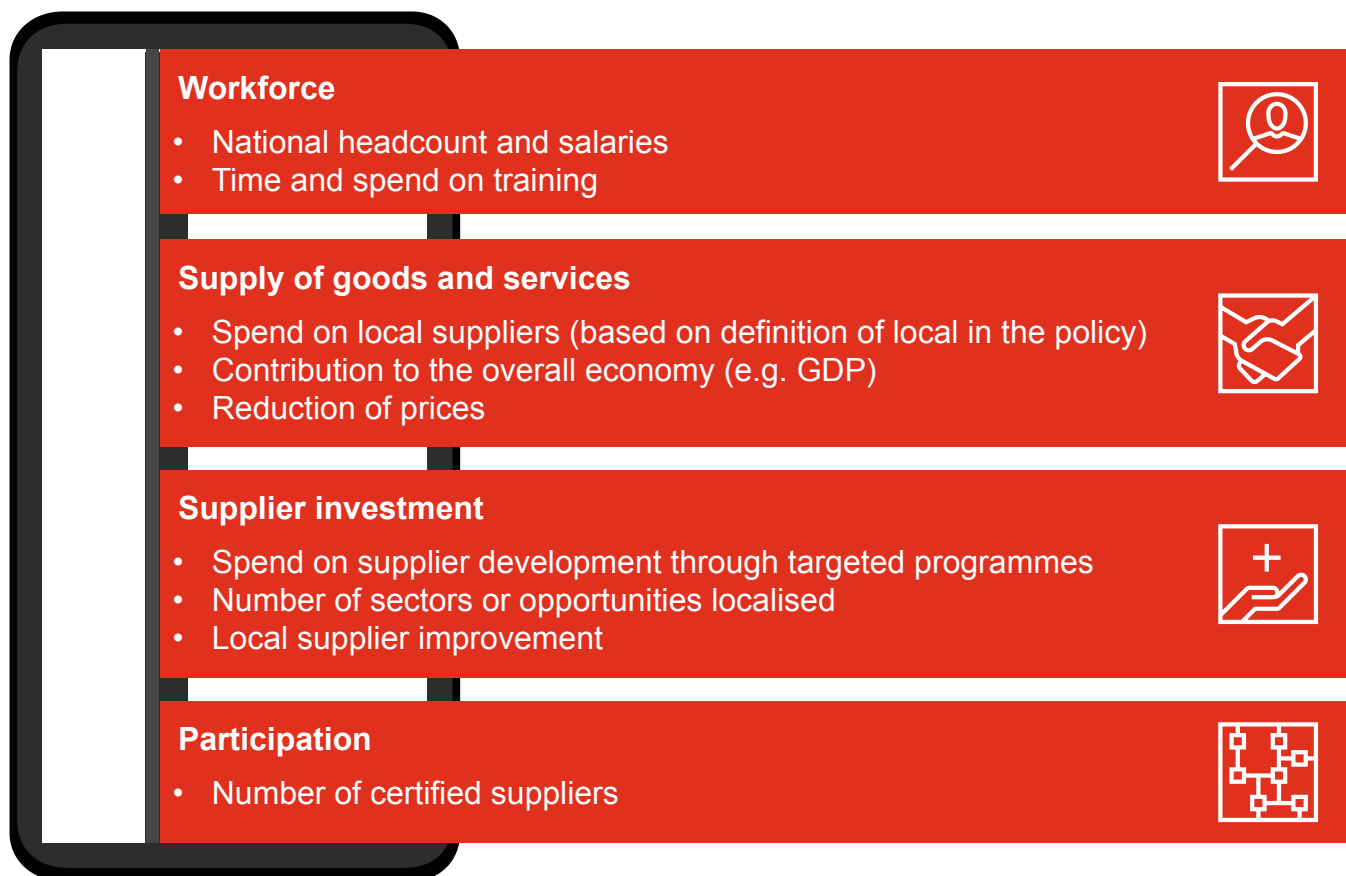 Workforce
• National headcount and salaries
• Time and spend on training
Supply of goods and services
• Spend on local suppliers (based on definition of local in the policy)
• Contribution to the overall economy (e.g. GDP)
• Reduction of prices
Supplier investment
• Spend on supplier development through targeted programmes
• Number of sectors or opportunities localised
• Local supplier improvement
Participation
• Number of certified suppliers